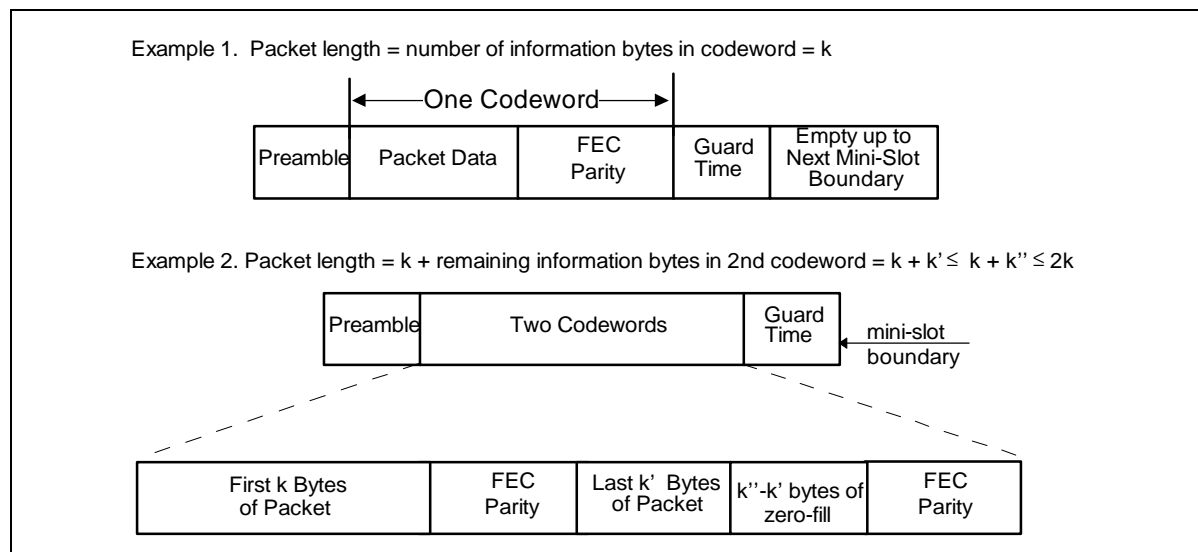 Example 1.  Packet length = number of information bytes in codeword = k
One Codeword
Preamble
Packet Data
FEC
Parity
Guard
Time
Empty up to
Next Mini-Slot
Boundary
Example 2. Packet length = k + remaining information bytes in 2nd codeword = k + k’ ≤ k + k’’ ≤ 2k
Preamble
Two Codewords
Guard
Time
mini-slot
boundary
First k Bytes
of Packet
FEC
Parity
Last k’ Bytes
of Packet
k’’-k’ bytes of
zero-fill
FEC
Parity